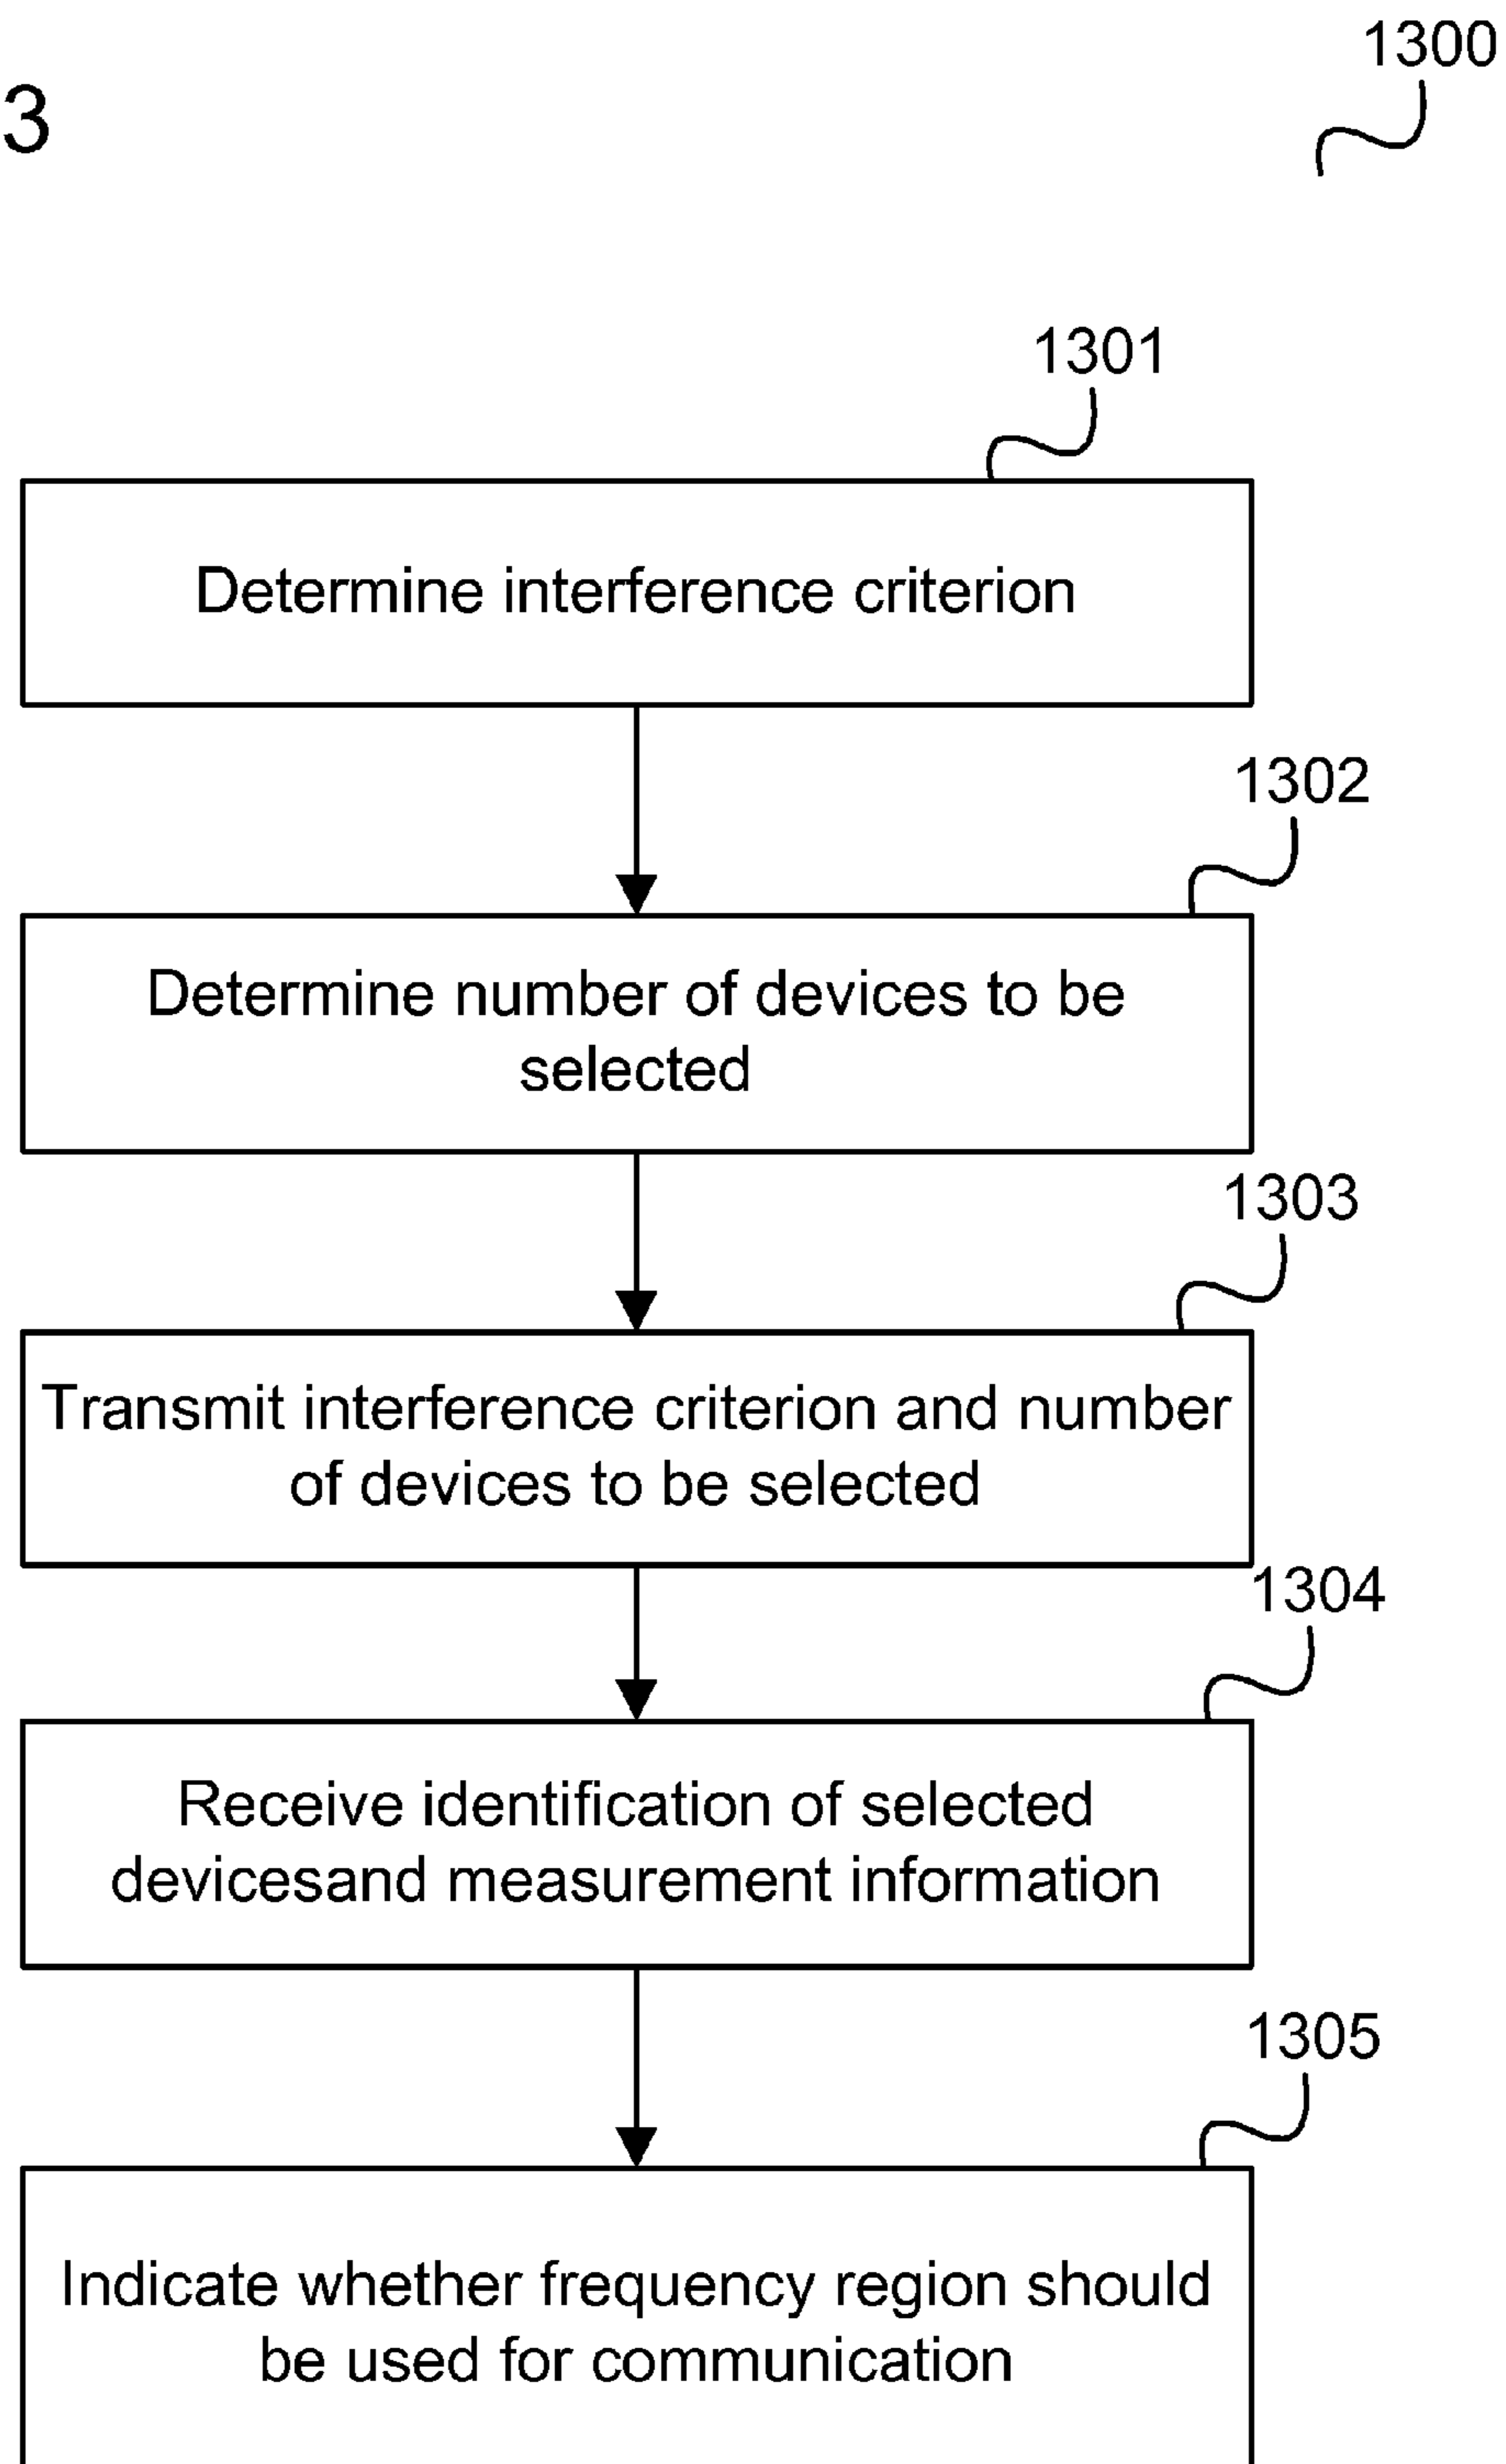 1300
3
1301
Determine interference criterion
1302
Determine number of devices to be
selected
1303
Transmit interference criterion and number
of devices to be selected
1304
Receive identification of selected
devicesand measurement information
1305
Indicate whether frequency region should
be used for communication